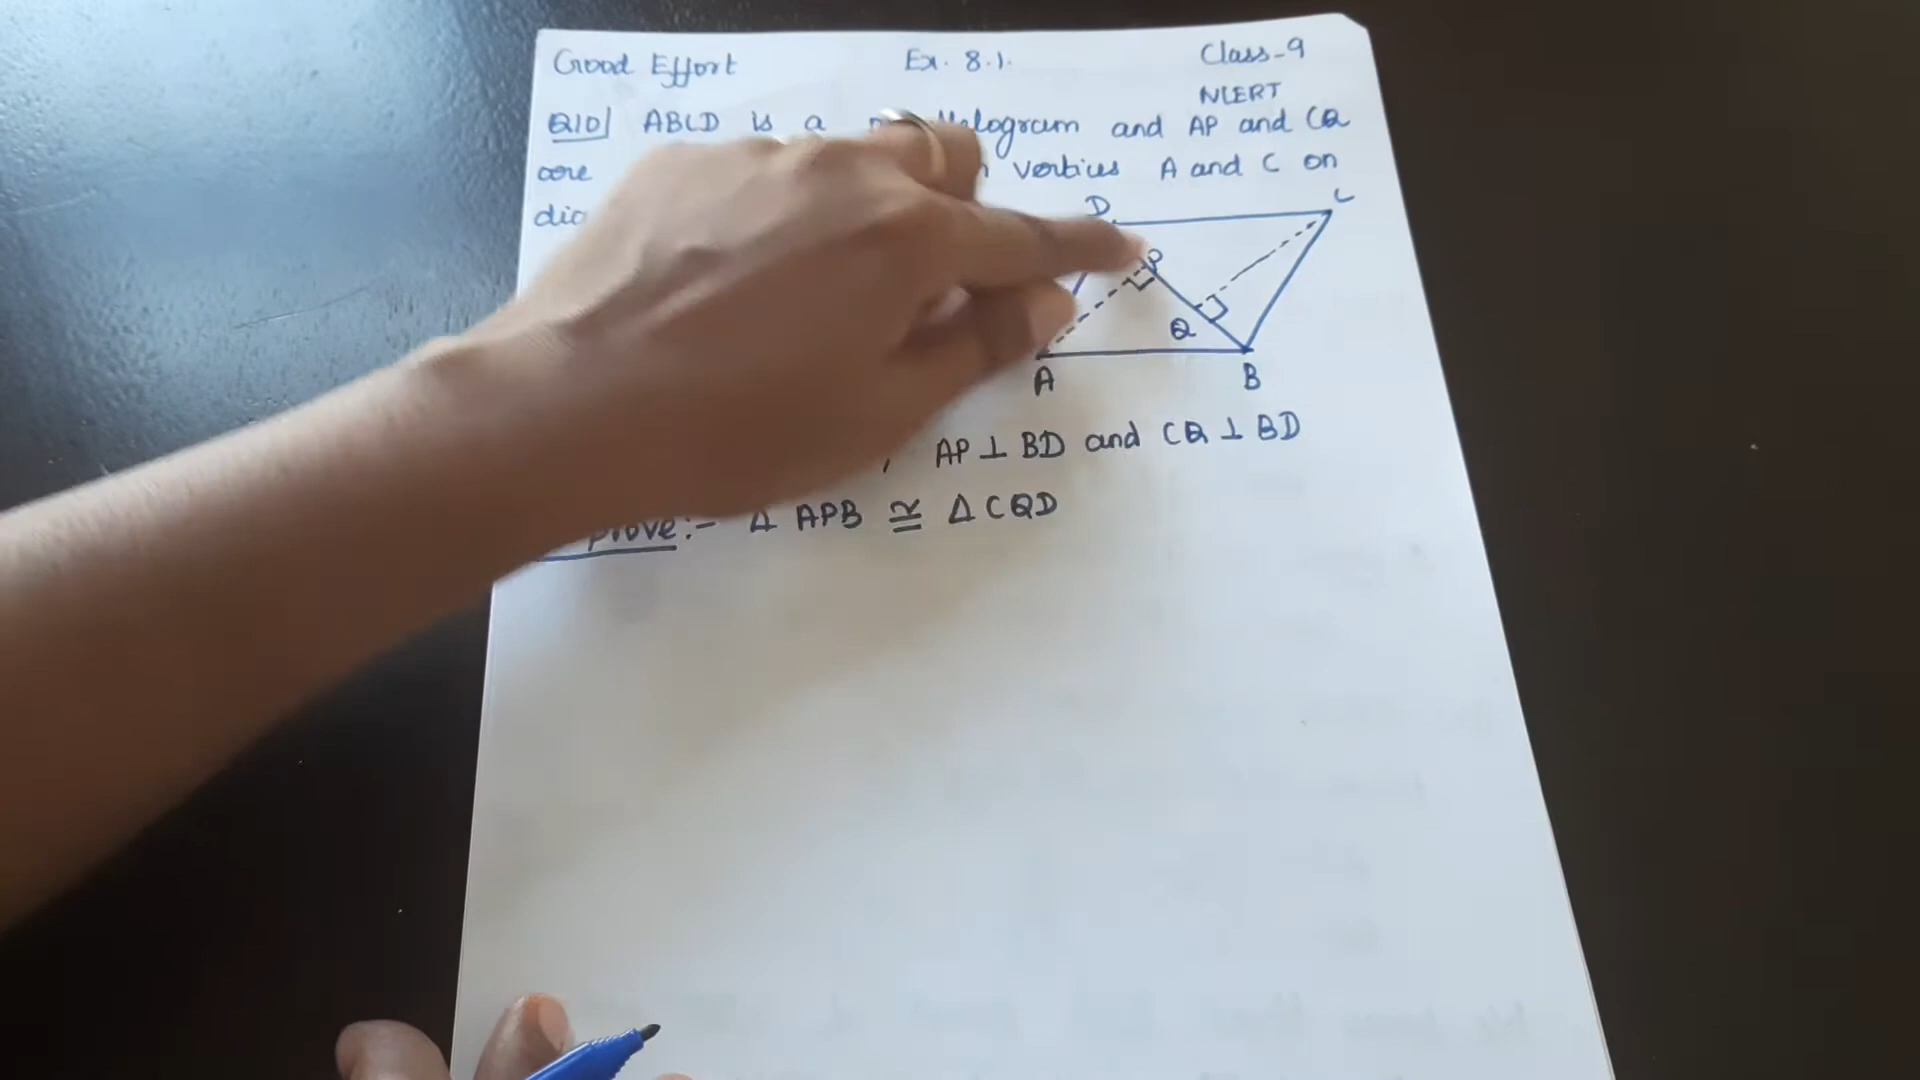 Good Effort Ex. 8.1. Class-9
NCERT
Q10| ABCD is a and AP and CQ
are vertices A and C on
D C
P
Q
A B
, AP ⊥ BD and CQ ⊥ BD
prove:- Δ APB ≅ Δ CQD